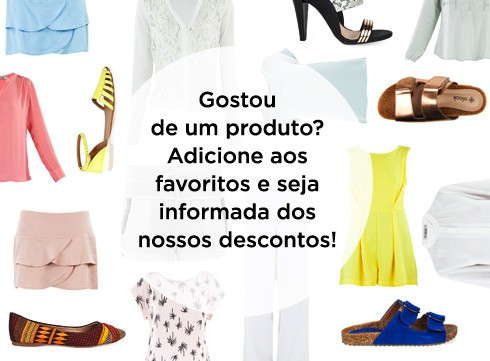 Gostou
de um produto?
Adicione aos
favoritos e seja
informada dos
nossos descontos!